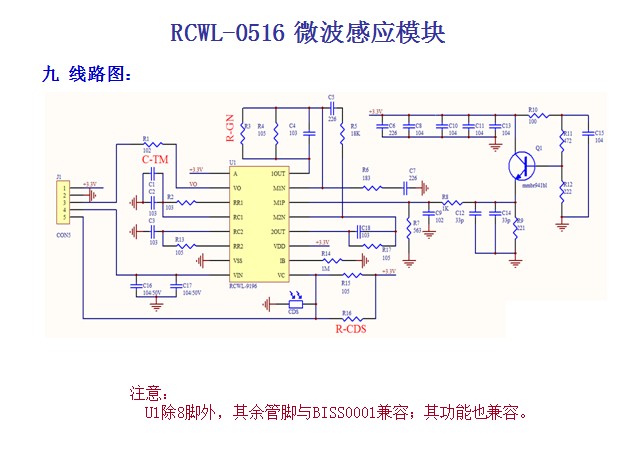 RCWL-0516 微波感应模块
九 线路图：
R-GN
C-TM
R-CDS
J1
1
2
3
4
5
CON5
+3.3V
R1
102
C1
C2
103
R2
103
C3
103
R13
105
C16
104/50V
C17
104/50V
+3.3V
VO
U1
A
VO
RR1
RC1
RC2
RR2
VSS
VIN
1OUT
1NIN
M1P
M2N
2OUT
VDD
IB
VC
RCWL-9196
R3
R4
105
C4
103
C5
226
R5
18K
R6
183
C7
226
R7
563
C9
102
R8
1K
C12
33p
C14
33p
R9
221
C18
103
R17
105
+3.3V
R14
1M
R15
105
+3.3V
CDS
R16
+3.3V
C6
226
C8
104
C10
104
C11
104
C13
104
R10
100
Q1
R11
472
R12
222
C15
104
注意：
U1除8脚外，其余管脚与BISS0001兼容；其功能也兼容。